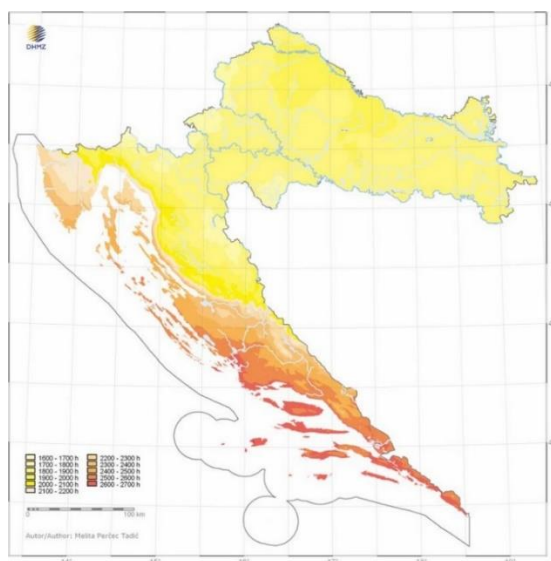 DHMZ
1600 - 1700 h
1700 - 1800 h
1800 - 1900 h
1900 - 2000 h
2000 - 2100 h
2100 - 2200 h
2200 - 2300 h
2300 - 2400 h
2400 - 2500 h
2500 - 2600 h
2600 - 2700 h
0 100 km
Autor/Author: Melita Perčec Tadić